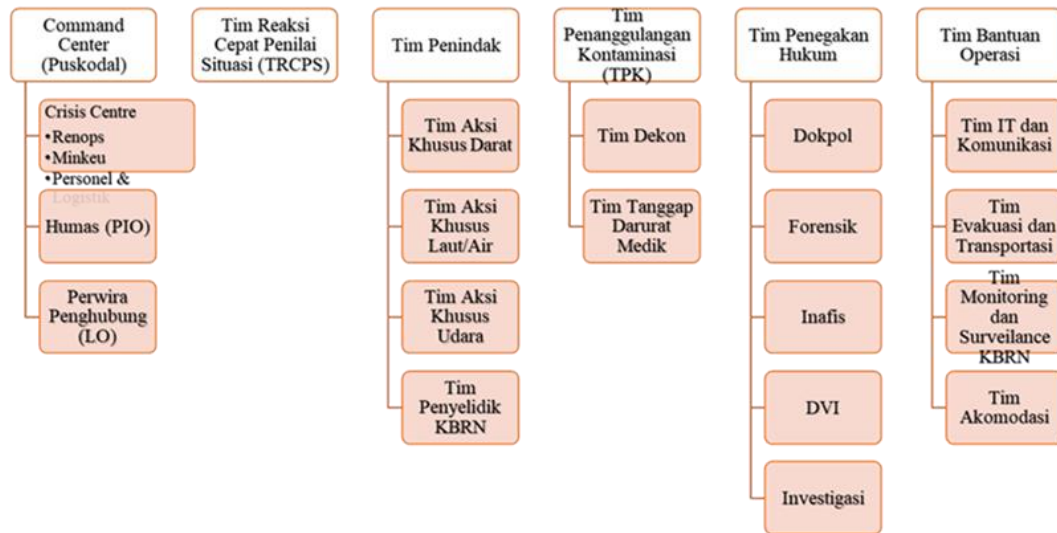 Command
Center
(Puskodal)
Crisis Centre
•Renops
•Minkeu
•Personel &
Logistik
Humas (PIO)
Perwira
Penghubung
(LO)
Tim Reaksi
Cepat Penilai
Situasi (TRCPS)
Tim Penindak
Tim Aksi
Khusus Darat
Tim Aksi
Khusus
Laut/Air
Tim Aksi
Khusus
Udara
Tim
Penyelidik
KBRN
Tim
Penanggulangan
Kontaminasi
(TPK)
Tim Dekon
Tim Tanggap
Darurat
Medik
Tim Penegakan
Hukum
Dokpol
Forensik
Inafis
DVI
Investigasi
Tim Bantuan
Operasi
Tim IT dan
Komunikasi
Tim
Evakuasi dan
Transportasi
Tim
Monitoring
dan
Surveilance
KBRN
Tim
Akomodasi